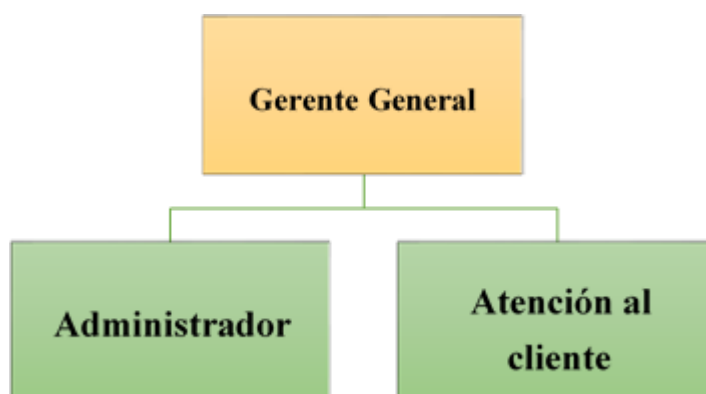 Gerente General
Administrador
Atención al
cliente